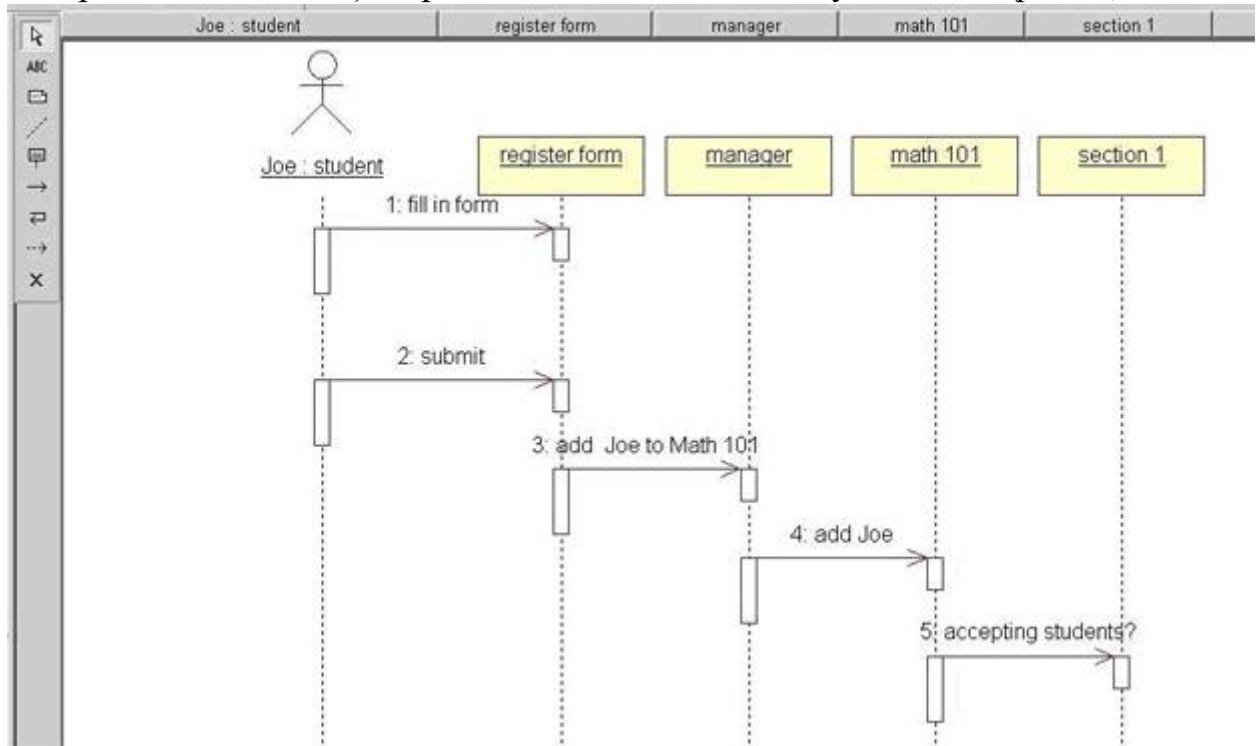 Joe : student register form manager math 101 section 1
ABC
Joe : student
register form
manager
math 101
section 1
1: fill in form
2: submit
3: add Joe to Math 101
4: add Joe
5: accepting students?